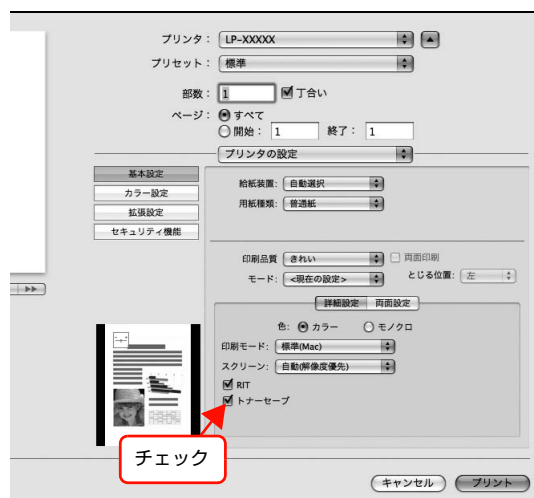 プリンタ： LP-XXXXX
プリセット： 標準
部数： 1 丁合い
ページ： すべて
開始： 1 終了： 1
プリンタの設定
基本設定
カラー設定
拡張設定
セキュリティ機能
給紙装置： 自動選択
用紙種類： 普通紙
印刷品質 きれい 両面印刷
モード： <現在の設定> とじる位置： 左
詳細設定 両面設定
色: カラー モノクロ
印刷モード： 標準(Mac)
スクリーン： 自動(解像度優先)
RIT
トナーセーブ
チェック
キャンセル プリント